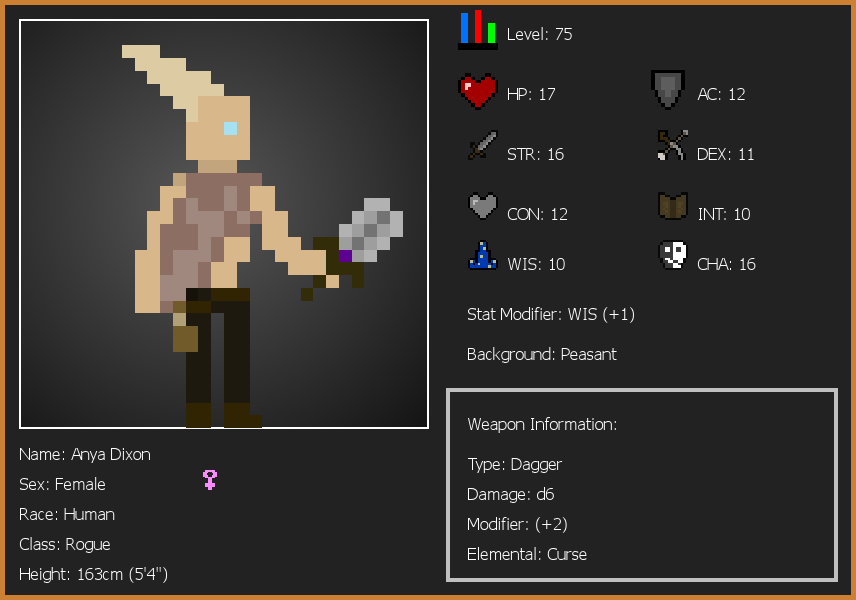 Level: 75
HP: 17
AC: 12
STR: 16
DEX: 11
CON: 12
INT: 10
WIS: 10
CHA: 16
Stat Modifier: WIS (+1)
Background: Peasant
Weapon Information:
Type: Dagger
Damage: d6
Modifier: (+2)
Elemental: Curse
Name: Anya Dixon
Sex: Female
Race: Human
Class: Rogue
Height: 163cm (5'4")